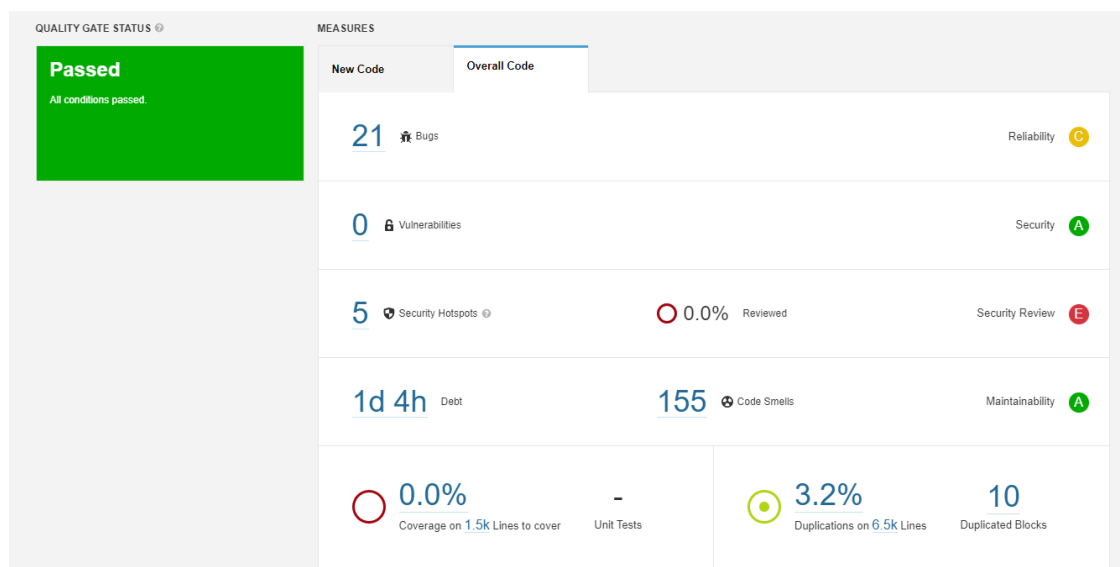 QUALITY GATE STATUS
MEASURES
Passed
All conditions passed.
New Code
Overall Code
21 Bugs
Reliability C
0 Vulnerabilities
Security A
5 Security Hotspots
0.0% Reviewed
Security Review E
1d 4h Debt
155 Code Smells
Maintainability A
0.0%
Coverage on 1.5k Lines to cover
-
Unit Tests
3.2%
Duplications on 6.5k Lines
10
Duplicated Blocks